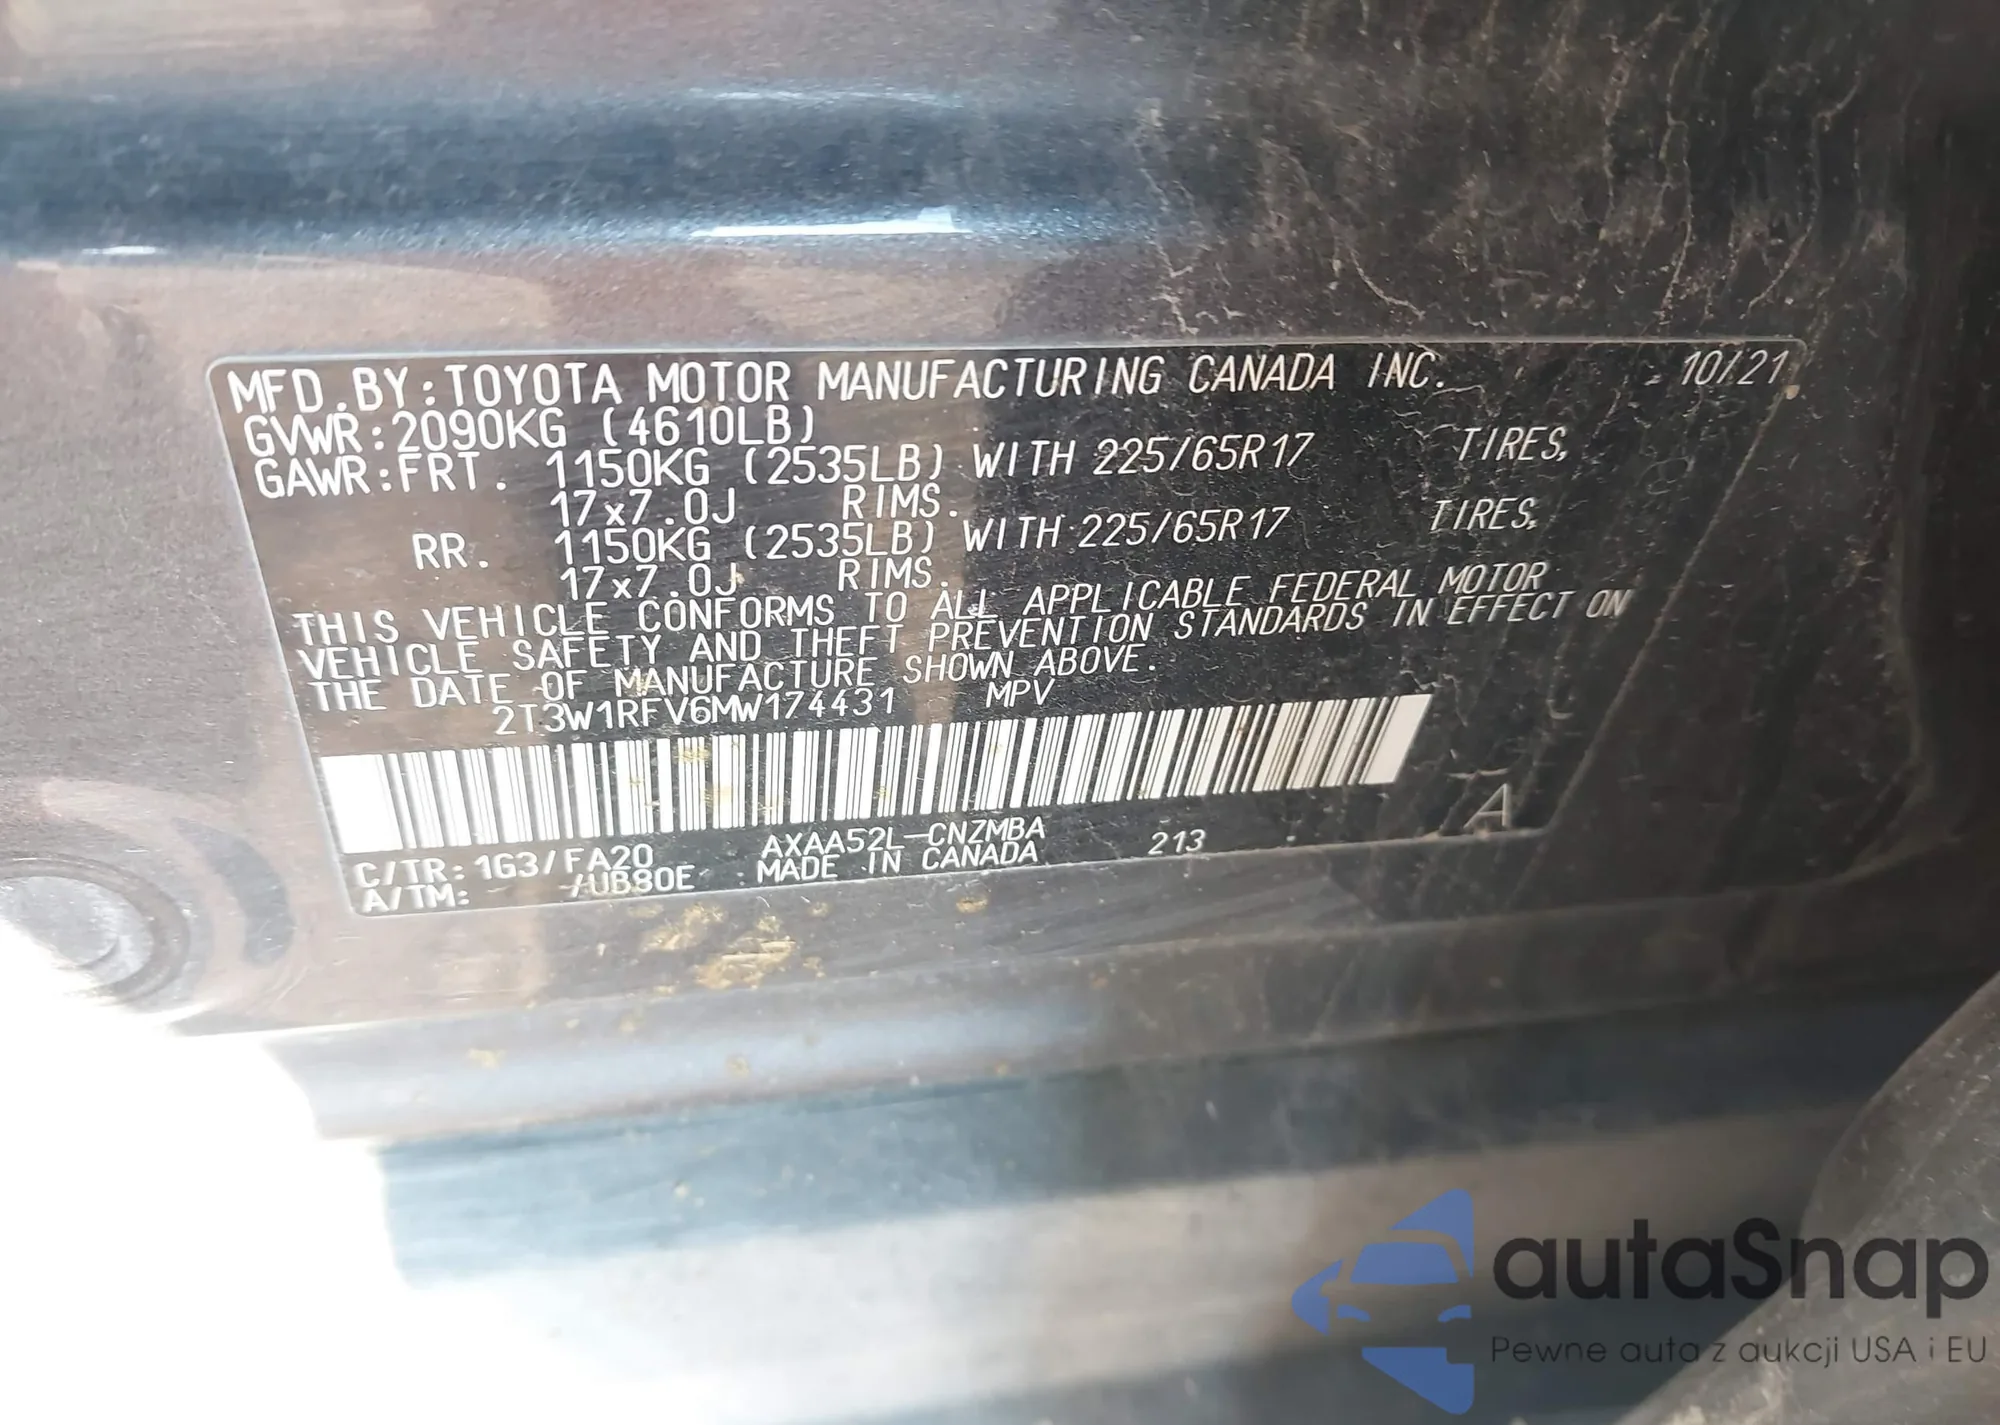 MFD.BY:TOYOTA MOTOR MANUFACTURING CANADA INC. 10/21
GVWR:2090KG (4610LB)
GAWR:FRT. 1150KG (2535LB) WITH 225/65R17 TIRES,
17x7.0J RIMS.
RR. 1150KG (2535LB) WITH 225/65R17 TIRES,
17x7.0J RIMS.
THIS VEHICLE CONFORMS TO ALL APPLICABLE FEDERAL MOTOR
VEHICLE SAFETY AND THEFT PREVENTION STANDARDS IN EFFECT ON
THE DATE OF MANUFACTURE SHOWN ABOVE.
2T3W1RFV6MW174431 MPV
C/TR:1G3/FA20 AXAA52L-CNZMBA 213 A
A/TM: /UB80E MADE IN CANADA
autaSnap
Pewne auta z aukcji USA i EU